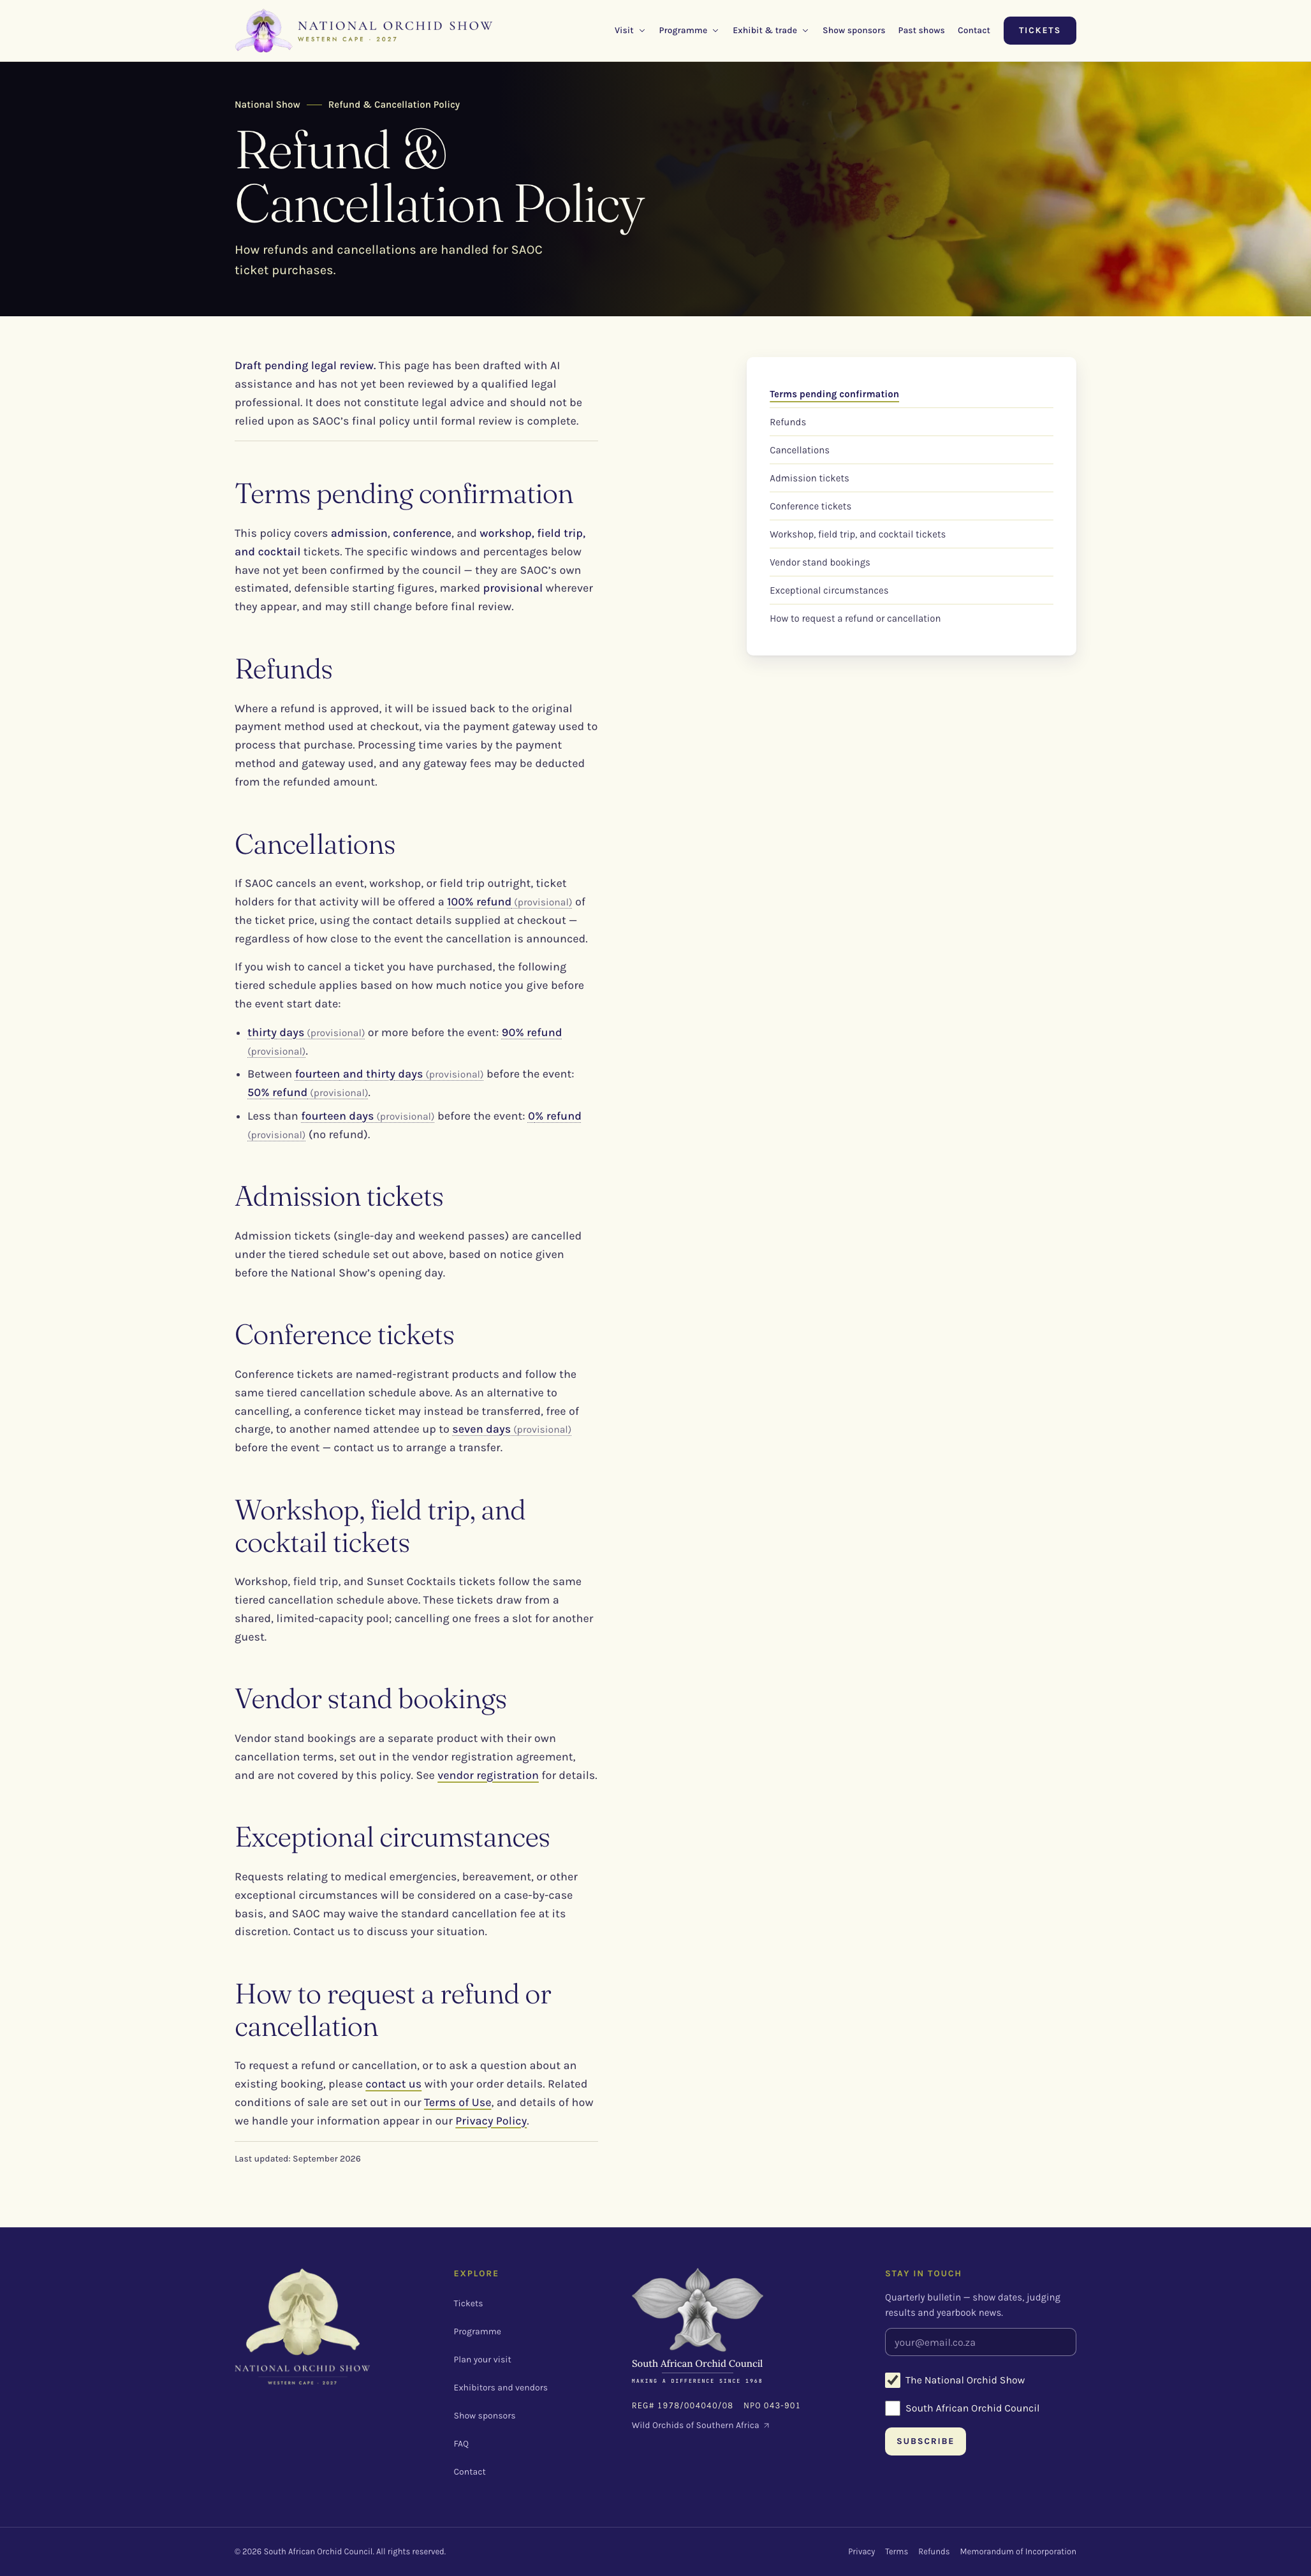 NATIONAL ORCHID SHOW
WESTERN CAPE · 2027
Visit
Programme
Exhibit & trade
Show sponsors
Past shows
Contact
TICKETS
National Show — Refund & Cancellation Policy
Refund &
Cancellation Policy
How refunds and cancellations are handled for SAOC
ticket purchases.
Draft pending legal review. This page has been drafted with AI
assistance and has not yet been reviewed by a qualified legal
professional. It does not constitute legal advice and should not be
relied upon as SAOC’s final policy until formal review is complete.
Terms pending confirmation
This policy covers admission, conference, and workshop, field trip,
and cocktail tickets. The specific windows and percentages below
have not yet been confirmed by the council — they are SAOC’s own
estimated, defensible starting figures, marked provisional wherever
they appear, and may still change before final review.
Refunds
Where a refund is approved, it will be issued back to the original
payment method used at checkout, via the payment gateway used to
process that purchase. Processing time varies by the payment
method and gateway used, and any gateway fees may be deducted
from the refunded amount.
Cancellations
If SAOC cancels an event, workshop, or field trip outright, ticket
holders for that activity will be offered a 100% refund (provisional) of
the ticket price, using the contact details supplied at checkout —
regardless of how close to the event the cancellation is announced.
If you wish to cancel a ticket you have purchased, the following
tiered schedule applies based on how much notice you give before
the event start date:
• thirty days (provisional) or more before the event: 90% refund
(provisional).
• Between fourteen and thirty days (provisional) before the event:
50% refund (provisional).
• Less than fourteen days (provisional) before the event: 0% refund
(provisional) (no refund).
Admission tickets
Admission tickets (single-day and weekend passes) are cancelled
under the tiered schedule set out above, based on notice given
before the National Show’s opening day.
Conference tickets
Conference tickets are named-registrant products and follow the
same tiered cancellation schedule above. As an alternative to
cancelling, a conference ticket may instead be transferred, free of
charge, to another named attendee up to seven days (provisional)
before the event — contact us to arrange a transfer.
Workshop, field trip, and
cocktail tickets
Workshop, field trip, and Sunset Cocktails tickets follow the same
tiered cancellation schedule above. These tickets draw from a
shared, limited-capacity pool; cancelling one frees a slot for another
guest.
Vendor stand bookings
Vendor stand bookings are a separate product with their own
cancellation terms, set out in the vendor registration agreement,
and are not covered by this policy. See vendor registration for details.
Exceptional circumstances
Requests relating to medical emergencies, bereavement, or other
exceptional circumstances will be considered on a case-by-case
basis, and SAOC may waive the standard cancellation fee at its
discretion. Contact us to discuss your situation.
How to request a refund or
cancellation
To request a refund or cancellation, or to ask a question about an
existing booking, please contact us with your order details. Related
conditions of sale are set out in our Terms of Use, and details of how
we handle your information appear in our Privacy Policy.
Last updated: September 2026
Terms pending confirmation
Refunds
Cancellations
Admission tickets
Conference tickets
Workshop, field trip, and cocktail tickets
Vendor stand bookings
Exceptional circumstances
How to request a refund or cancellation
NATIONAL ORCHID SHOW
WESTERN CAPE · 2027
EXPLORE
Tickets
Programme
Plan your visit
Exhibitors and vendors
Show sponsors
FAQ
Contact
South African Orchid Council
MAKING A DIFFERENCE SINCE 1968
REG# 1978/004040/08 NPO 043-901
Wild Orchids of Southern Africa
STAY IN TOUCH
Quarterly bulletin — show dates, judging
results and yearbook news.
your@email.co.za
The National Orchid Show
South African Orchid Council
SUBSCRIBE
© 2026 South African Orchid Council. All rights reserved.
Privacy
Terms
Refunds
Memorandum of Incorporation